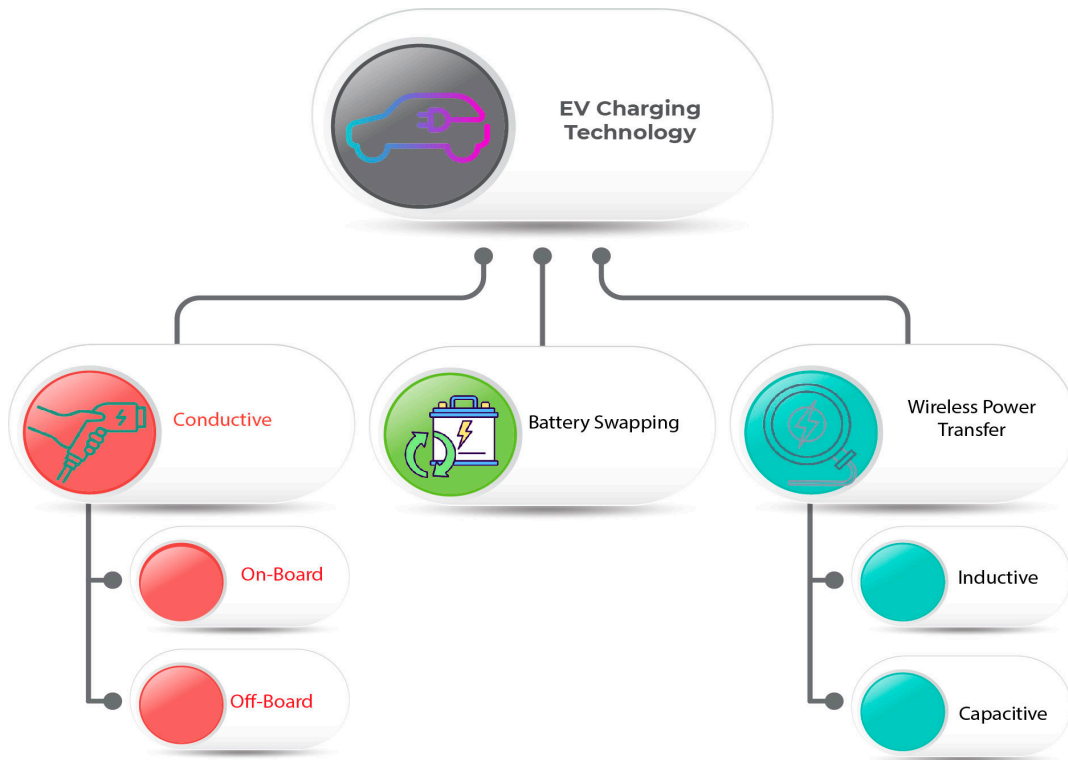 EV Charging
Technology
Conductive
Battery Swapping
Wireless Power
Transfer
On-Board
Inductive
Off-Board
Capacitive